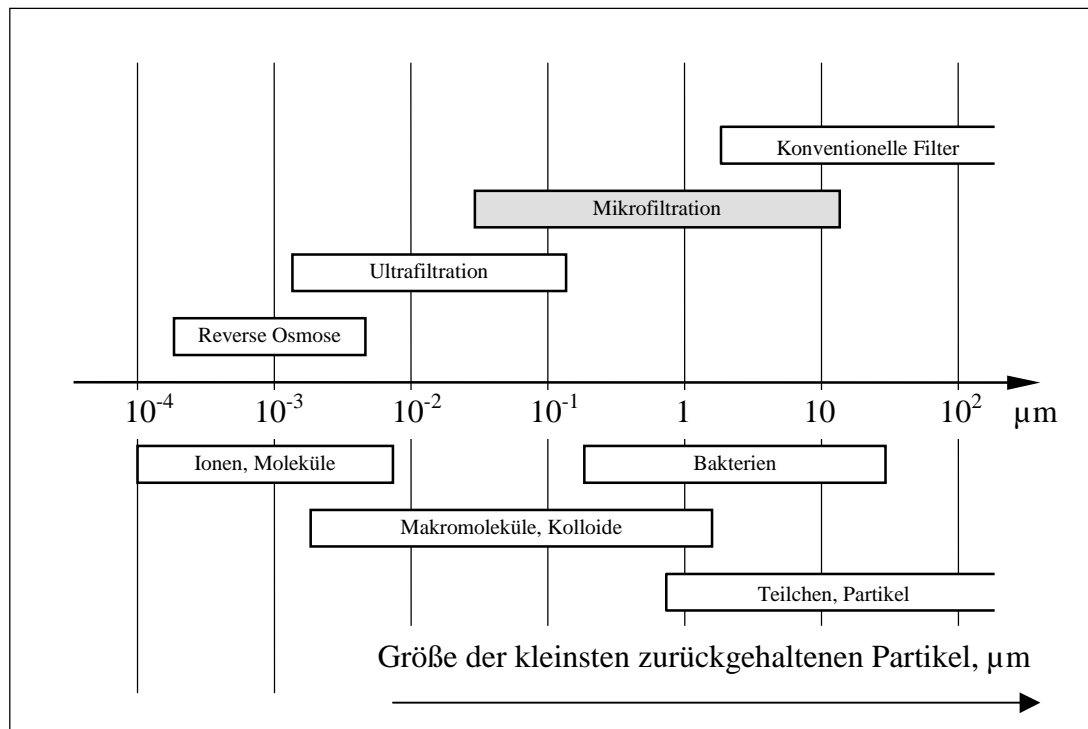 Konventionelle Filter
Mikrofiltration
Ultrafiltration
Reverse Osmose
10⁻⁴ 10⁻³ 10⁻² 10⁻¹ 1 10 10² µm
Ionen, Moleküle Bakterien
Makromoleküle, Kolloide
Teilchen, Partikel
Größe der kleinsten zurückgehaltenen Partikel, µm